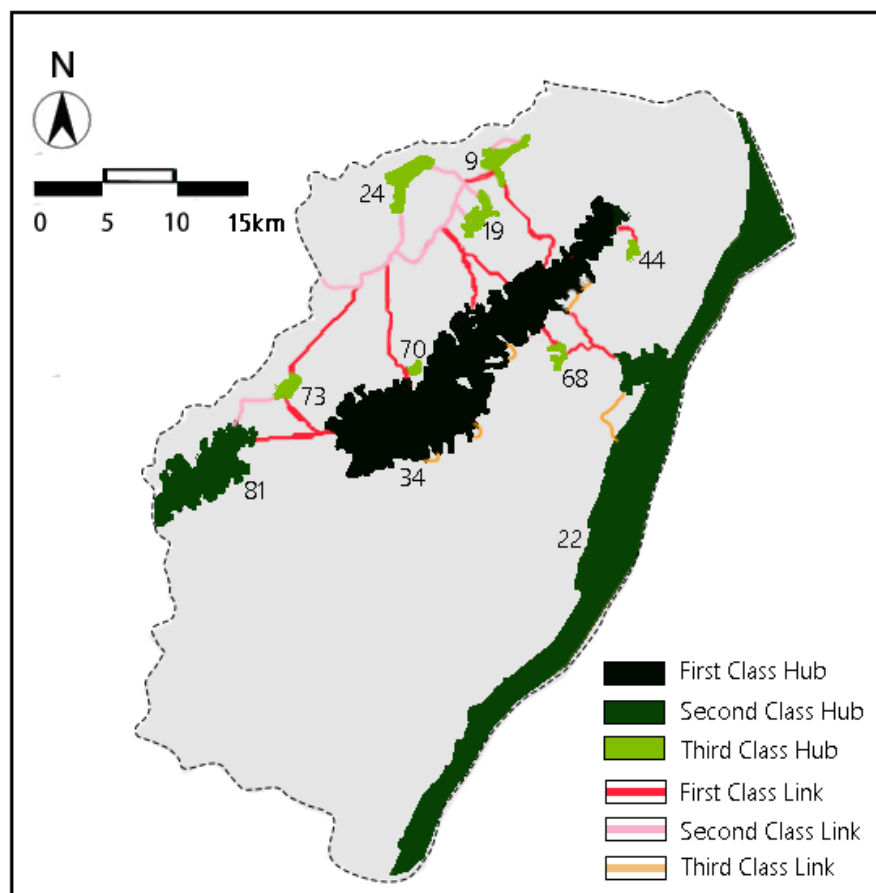 N
0 5 10 15km
9
24
19
44
70
68
73
34
81
22
First Class Hub
Second Class Hub
Third Class Hub
First Class Link
Second Class Link
Third Class Link